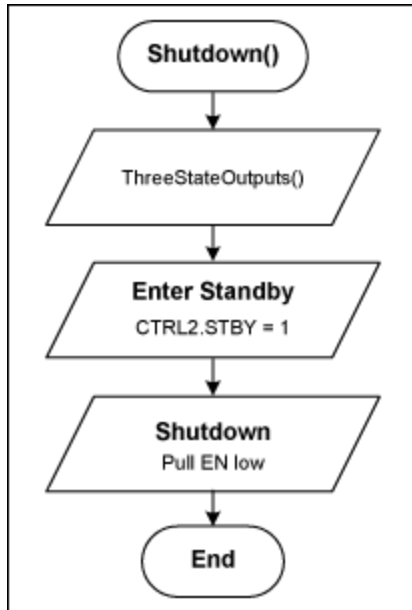 Shutdown()
ThreeStateOutputs()
Enter Standby
CTRL2.STBY = 1
Shutdown
Pull EN low
End